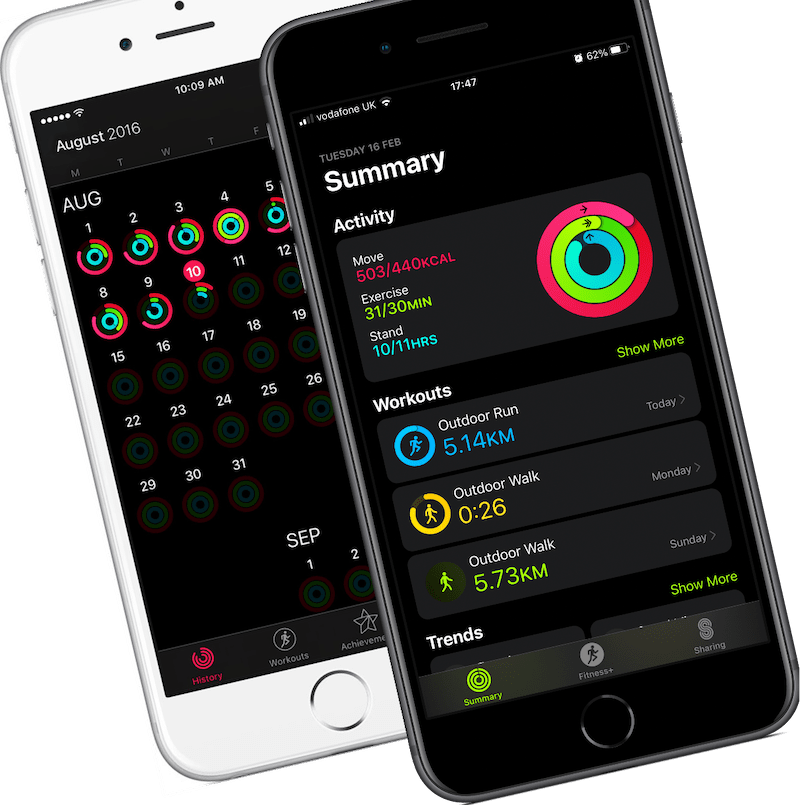 10:09 AM
August 2016
M T W T F
AUG
1 2 3 4 5
8 9 10 11 12
15 16 17 18 19
22 23 24 25 26
29 30 31
SEP
1 2
History Workouts Achieveme
vodafone UK 17:47 62%
TUESDAY 16 FEB
Summary
Activity
Move
503/440KCAL
Exercise
31/30MIN
Stand
10/11HRS
Show More
Workouts
Outdoor Run
5.14KM Today
Outdoor Walk
0:26 Monday
Outdoor Walk
5.73KM Sunday
Show More
Trends
Summary Fitness+ Sharing